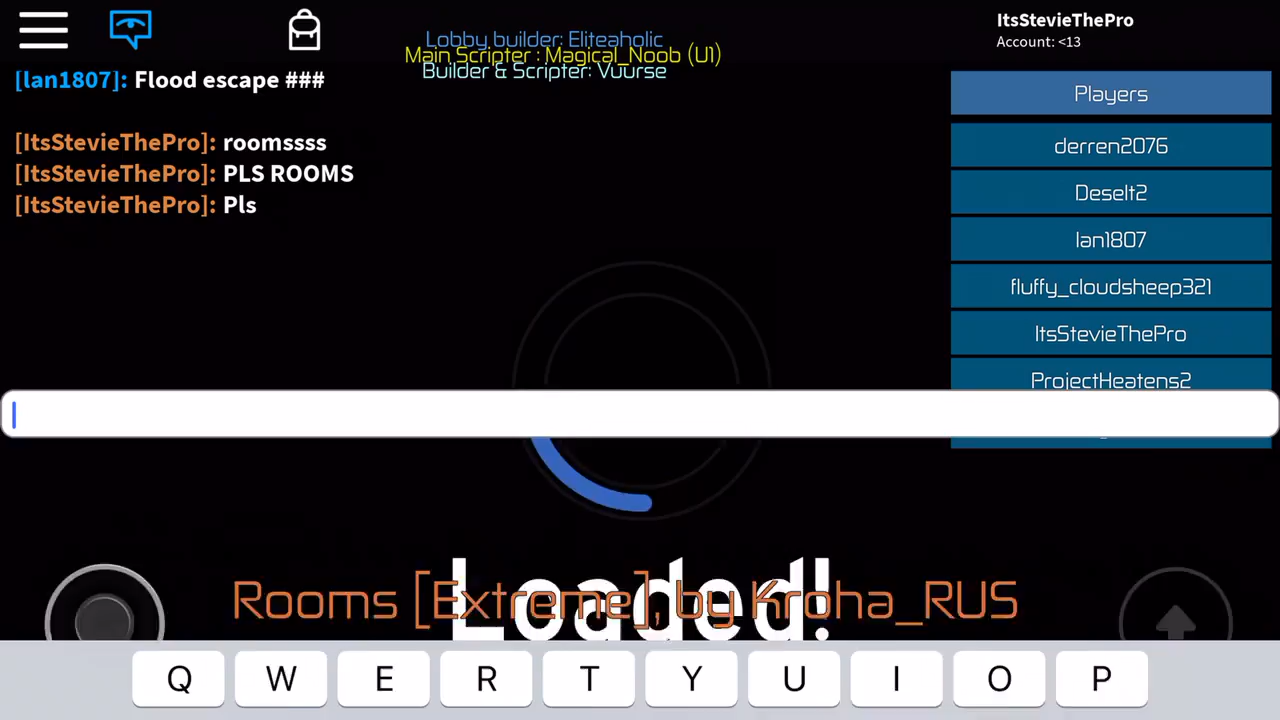 Lobby builder: Eliteaholic
Main Scripter : Magical_Noob (U1)
Builder & Scripter: Vuurse
ItsStevieThePro
Account: <13
[Ian1807]: Flood escape ###
[ItsStevieThePro]: roomssss
[ItsStevieThePro]: PLS ROOMS
[ItsStevieThePro]: Pls
Players
derren2076
Deselt2
Ian1807
fluffy_cloudsheep321
ItsStevieThePro
ProjectHeatens2
Loaded!
Rooms [Extreme], by Kroha_RUS
Q W E R T Y U I O P